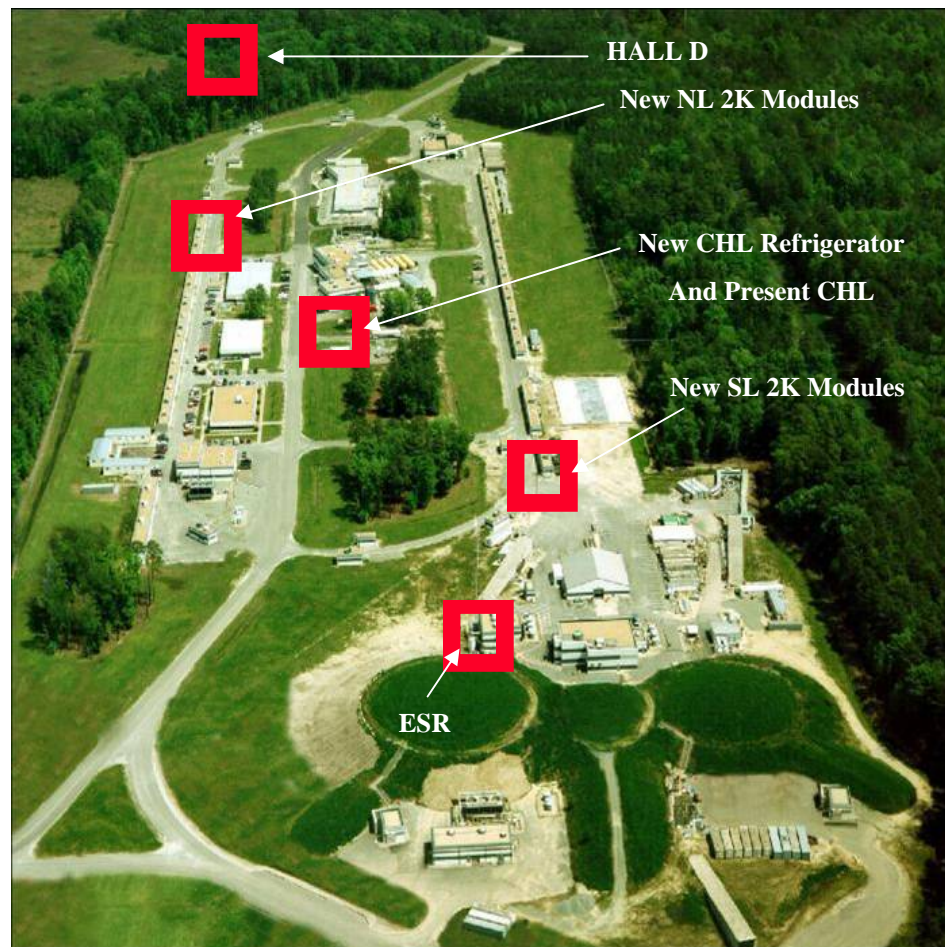 HALL D
New NL 2K Modules
New CHL Refrigerator
And Present CHL
New SL 2K Modules
ESR